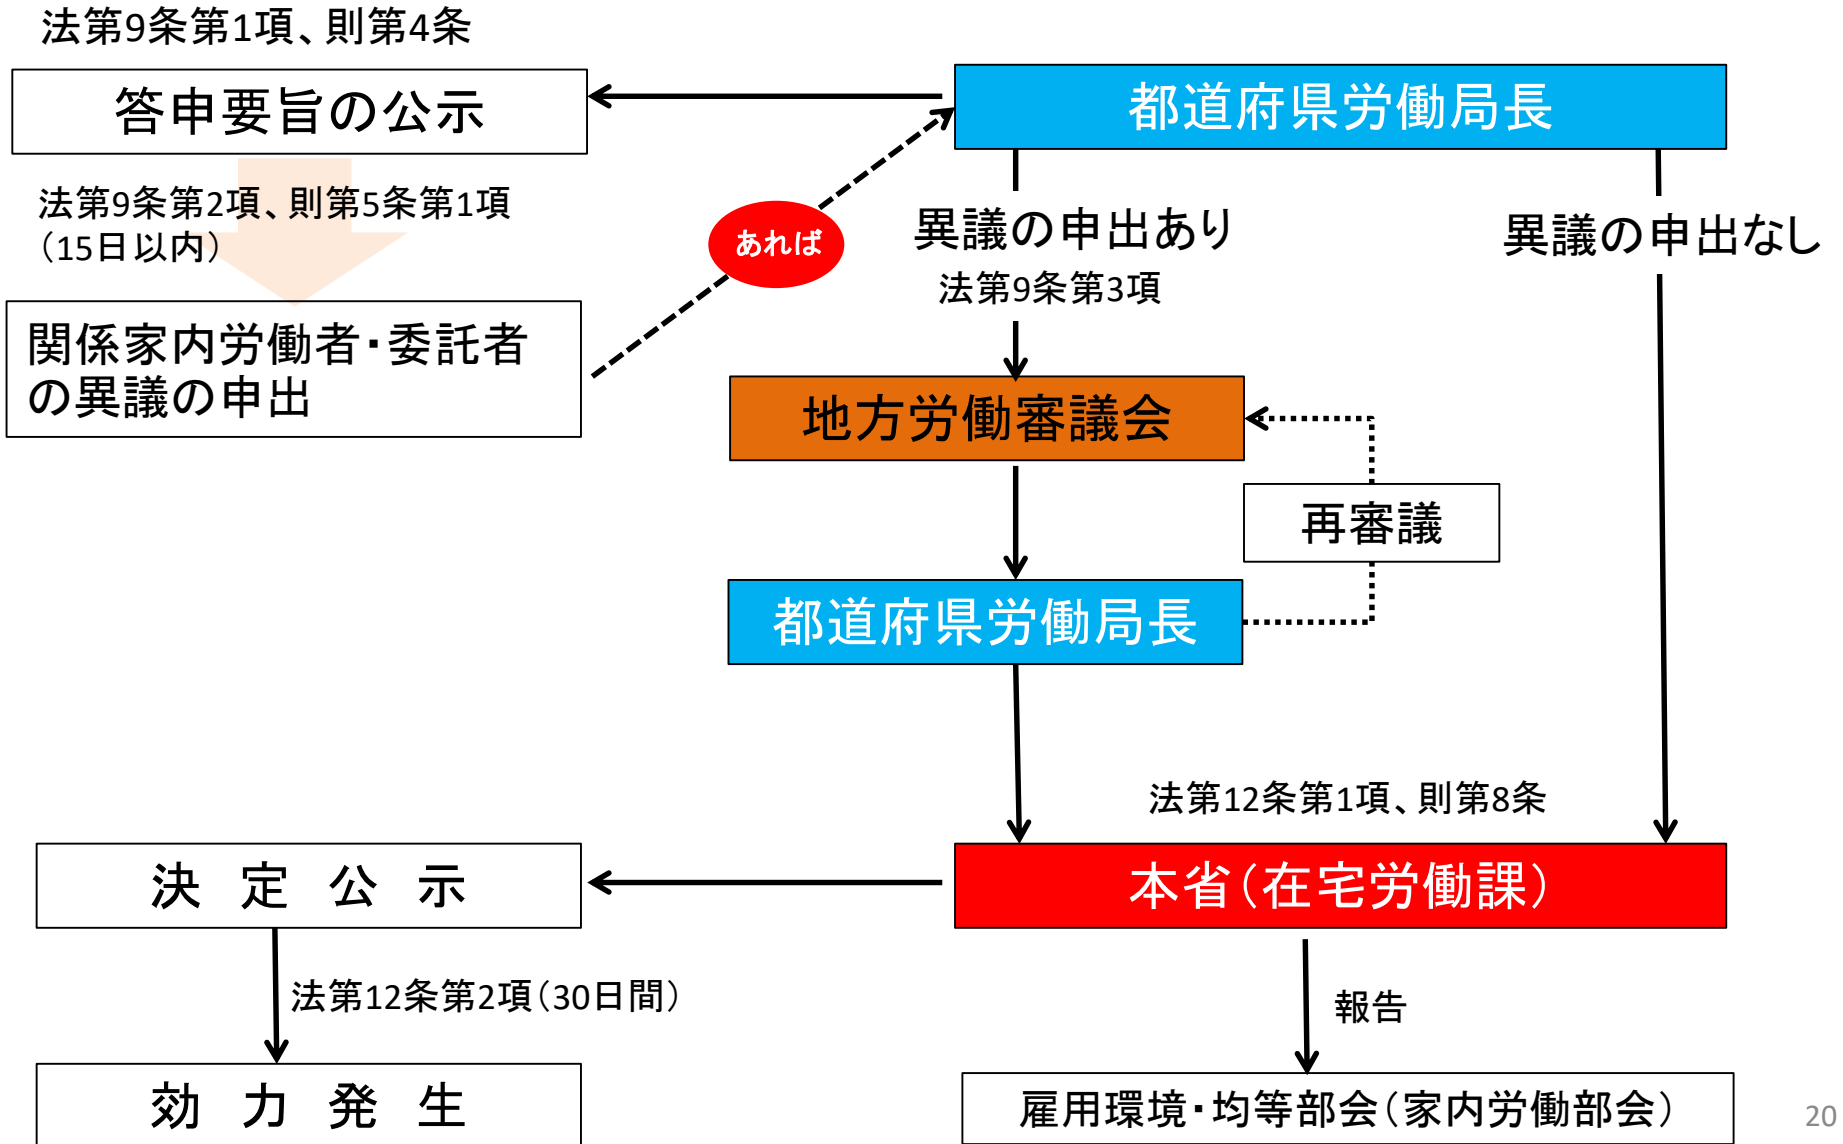 法第9条第1項、則第4条
答申要旨の公示
都道府県労働局長
法第9条第2項、則第5条第1項
（15日以内）
あれば
異議の申出あり
法第9条第3項
異議の申出なし
関係家内労働者・委託者
の異議の申出
地方労働審議会
再審議
都道府県労働局長
法第12条第1項、則第8条
決　定　公　示
本省（在宅労働課）
法第12条第2項（30日間）
報告
効　力　発　生
雇用環境・均等部会（家内労働部会）
20